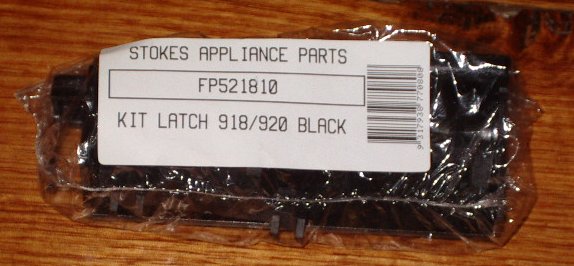 STOKES APPLIANCE PARTS
FP521810
KIT LATCH 918/920 BLACK